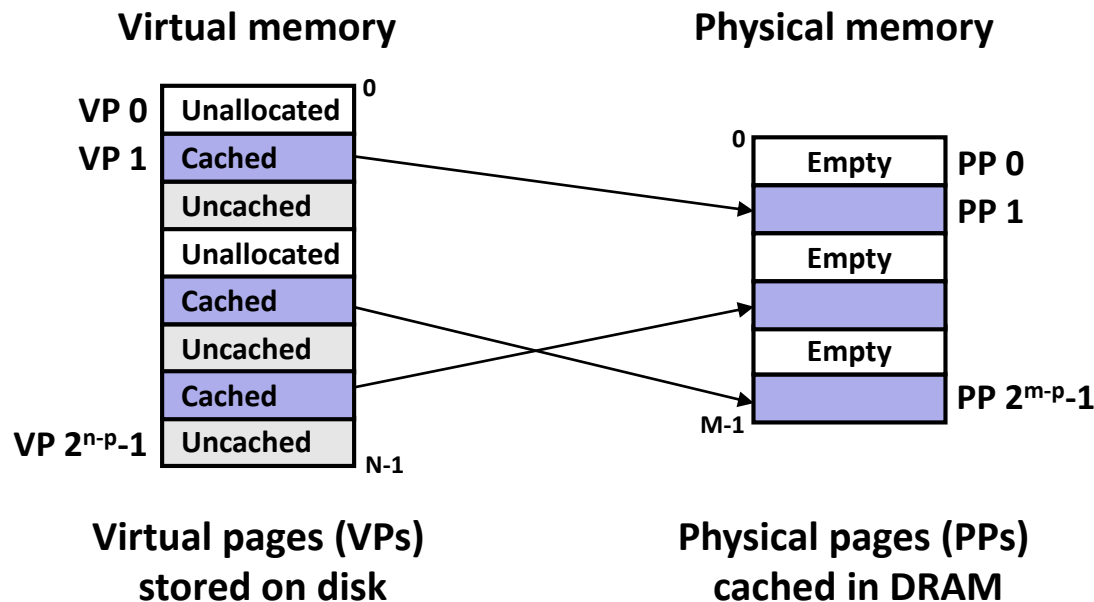 Virtual memory
Physical memory
0
VP 0
Unallocated
VP 1
Cached
Uncached
Unallocated
Cached
Uncached
Cached
VP 2ⁿ⁻ᵖ-1
Uncached
N-1
0
Empty
PP 0
PP 1
Empty
Empty
PP 2ᵐ⁻ᵖ-1
M-1
Virtual pages (VPs)
stored on disk
Physical pages (PPs)
cached in DRAM